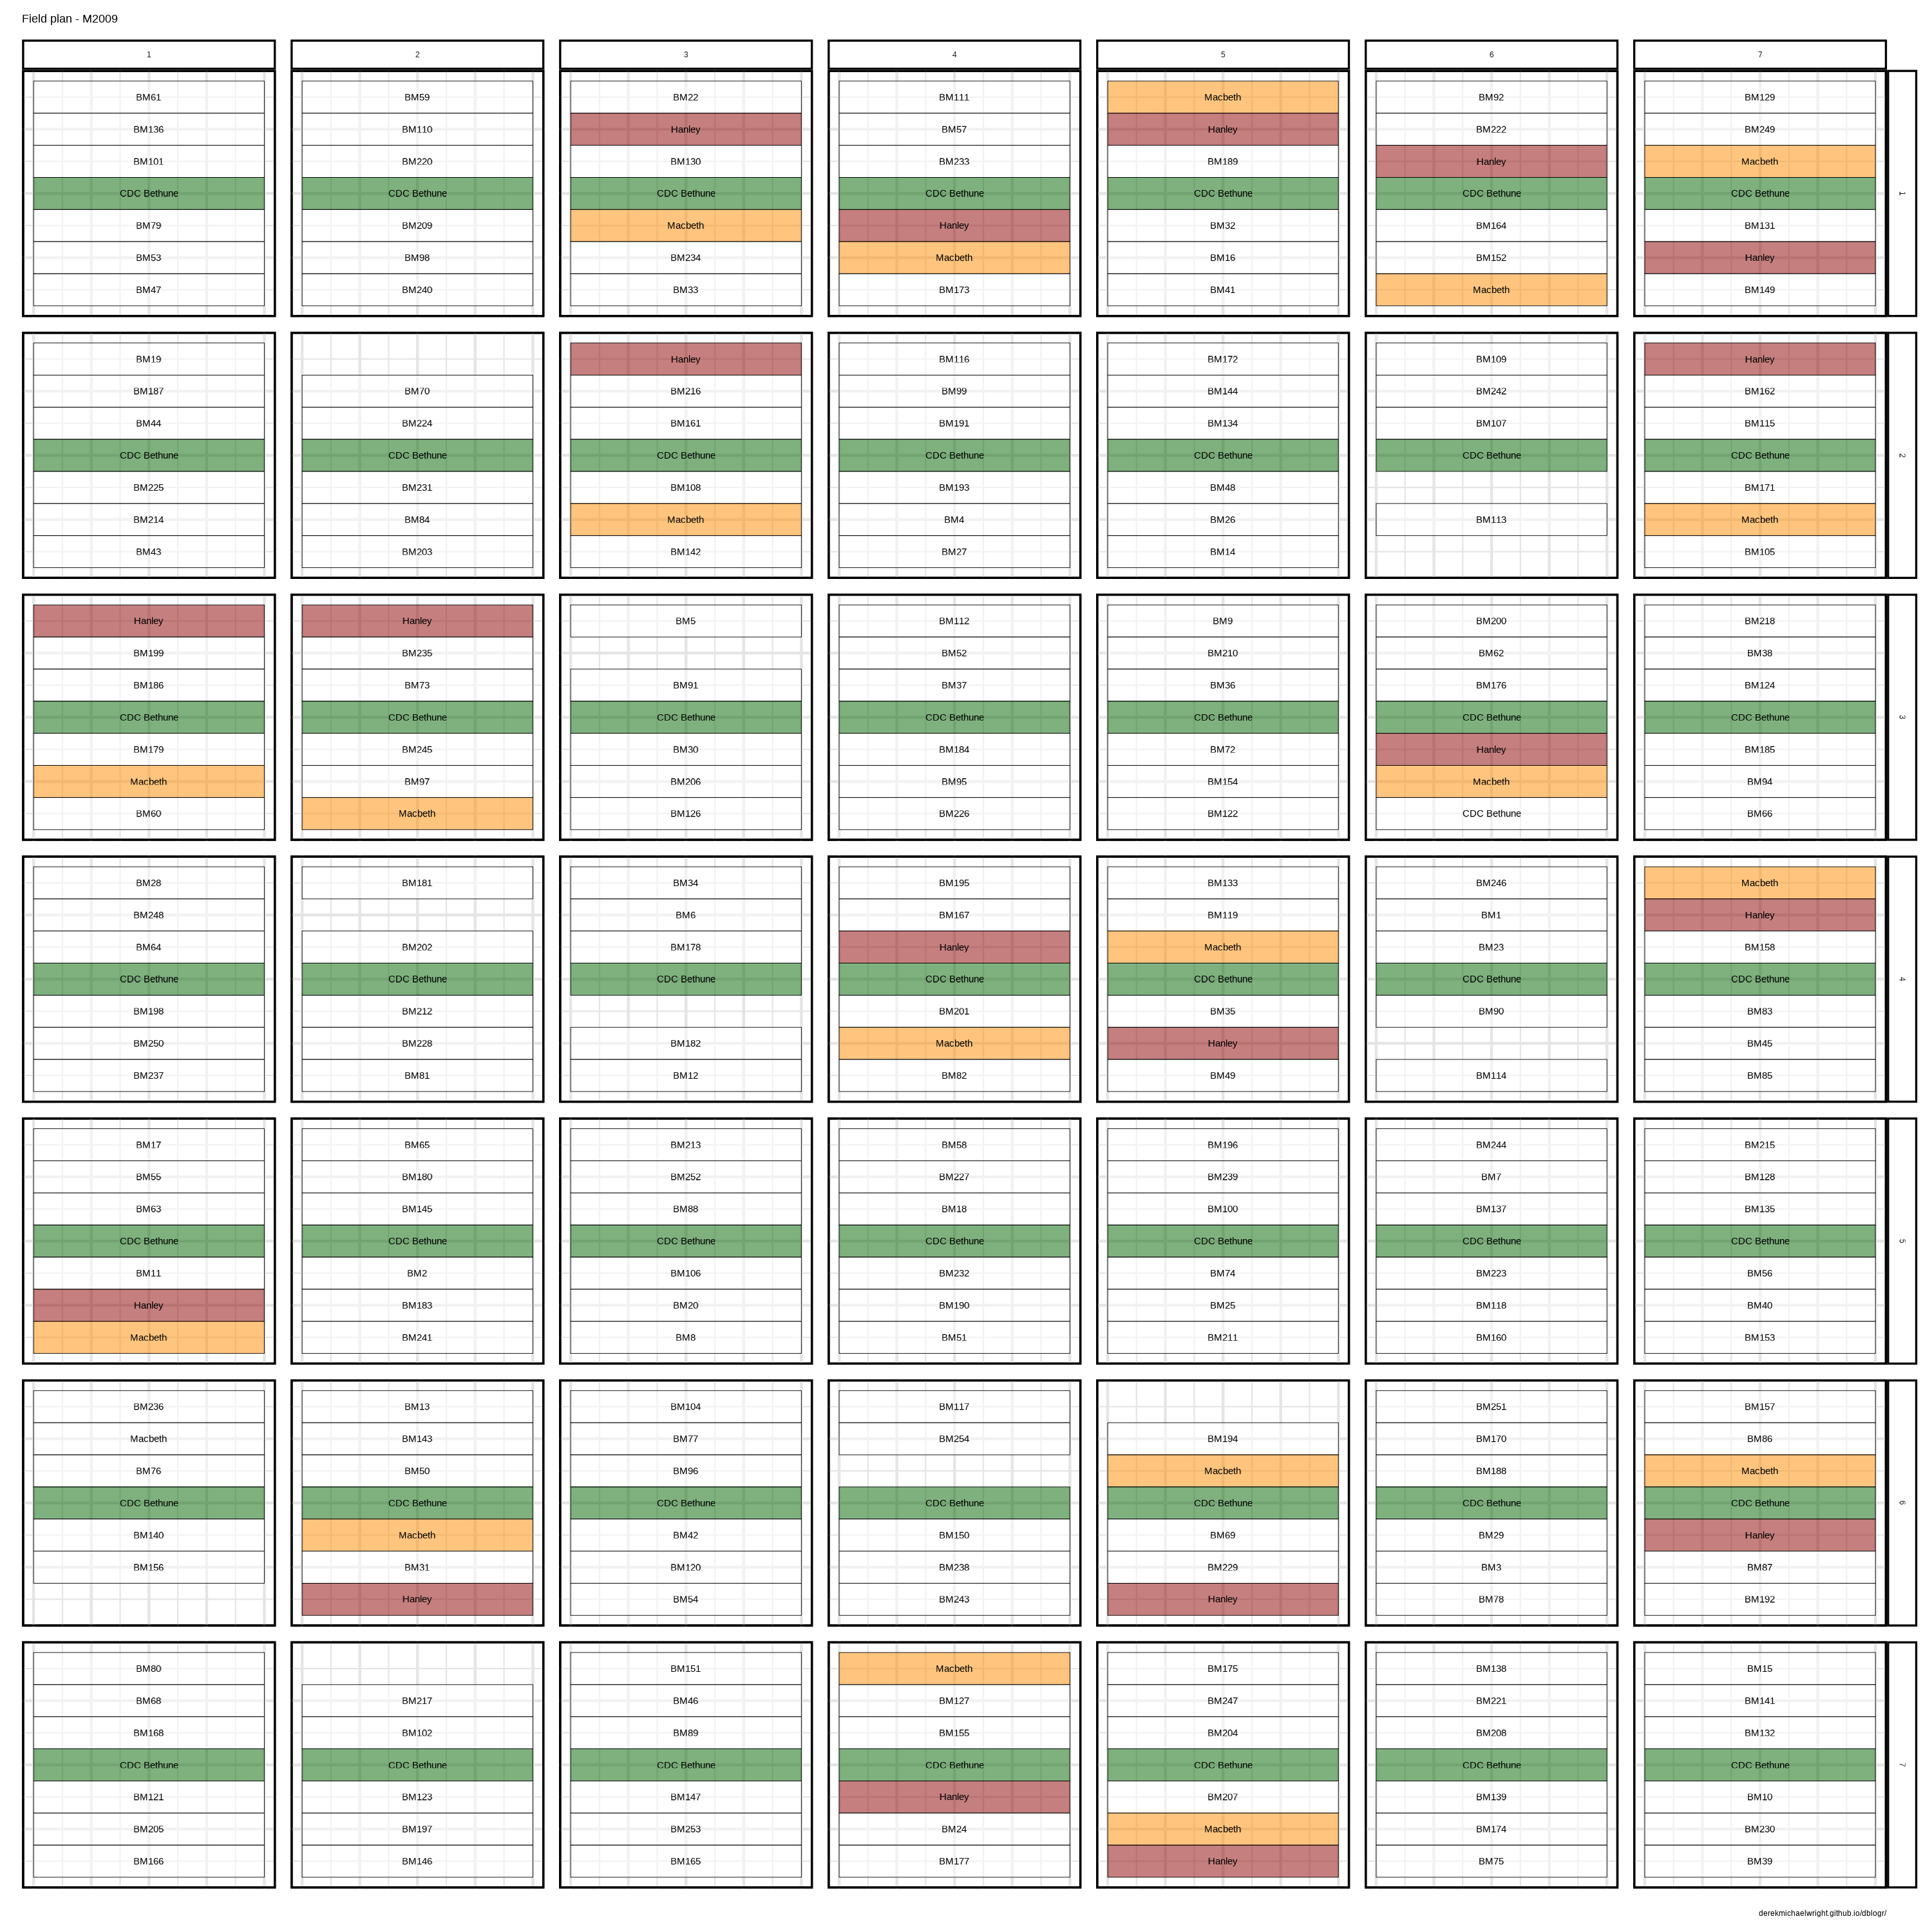 Field plan - M2009
1 2 3 4 5 6 7
BM61 BM59 BM22 BM111 Macbeth BM92 BM129
BM136 BM110 Hanley BM57 Hanley BM222 BM249
BM101 BM220 BM130 BM233 BM189 Hanley Macbeth
CDC Bethune CDC Bethune CDC Bethune CDC Bethune CDC Bethune CDC Bethune CDC Bethune 1
BM79 BM209 Macbeth Hanley BM32 BM164 BM131
BM53 BM98 BM234 Macbeth BM16 BM152 Hanley
BM47 BM240 BM33 BM173 BM41 Macbeth BM149
BM19 Hanley BM116 BM172 BM109 Hanley
BM187 BM70 BM216 BM99 BM144 BM242 BM162
BM44 BM224 BM161 BM191 BM134 BM107 BM115
CDC Bethune CDC Bethune CDC Bethune CDC Bethune CDC Bethune CDC Bethune CDC Bethune 2
BM225 BM231 BM108 BM193 BM48 BM171
BM214 BM84 Macbeth BM4 BM26 BM113 Macbeth
BM43 BM203 BM142 BM27 BM14 BM105
Hanley Hanley BM5 BM112 BM9 BM200 BM218
BM199 BM235 BM52 BM210 BM62 BM38
BM186 BM73 BM91 BM37 BM36 BM176 BM124
CDC Bethune CDC Bethune CDC Bethune CDC Bethune CDC Bethune CDC Bethune CDC Bethune 3
BM179 BM245 BM30 BM184 BM72 Hanley BM185
Macbeth BM97 BM206 BM95 BM154 Macbeth BM94
BM60 Macbeth BM126 BM226 BM122 CDC Bethune BM66
BM28 BM181 BM34 BM195 BM133 BM246 Macbeth
BM248 BM6 BM167 BM119 BM1 Hanley
BM64 BM202 BM178 Hanley Macbeth BM23 BM158
CDC Bethune CDC Bethune CDC Bethune CDC Bethune CDC Bethune CDC Bethune CDC Bethune 4
BM198 BM212 BM201 BM35 BM90 BM83
BM250 BM228 BM182 Macbeth Hanley BM45
BM237 BM81 BM12 BM82 BM49 BM114 BM85
BM17 BM65 BM213 BM58 BM196 BM244 BM215
BM55 BM180 BM252 BM227 BM239 BM7 BM128
BM63 BM145 BM88 BM18 BM100 BM137 BM135
CDC Bethune CDC Bethune CDC Bethune CDC Bethune CDC Bethune CDC Bethune CDC Bethune 5
BM11 BM2 BM106 BM232 BM74 BM223 BM56
Hanley BM183 BM20 BM190 BM25 BM118 BM40
Macbeth BM241 BM8 BM51 BM211 BM160 BM153
BM236 BM13 BM104 BM117 BM251 BM157
Macbeth BM143 BM77 BM254 BM194 BM170 BM86
BM76 BM50 BM96 Macbeth BM188 Macbeth
CDC Bethune CDC Bethune CDC Bethune CDC Bethune CDC Bethune CDC Bethune CDC Bethune 6
BM140 Macbeth BM42 BM150 BM69 BM29 Hanley
BM156 BM31 BM120 BM238 BM229 BM3 BM87
Hanley BM54 BM243 Hanley BM78 BM192
BM80 BM151 Macbeth BM175 BM138 BM15
BM68 BM217 BM46 BM127 BM247 BM221 BM141
BM168 BM102 BM89 BM155 BM204 BM208 BM132
CDC Bethune CDC Bethune CDC Bethune CDC Bethune CDC Bethune CDC Bethune CDC Bethune 7
BM121 BM123 BM147 Hanley BM207 BM139 BM10
BM205 BM197 BM253 BM24 Macbeth BM174 BM230
BM166 BM146 BM165 BM177 Hanley BM75 BM39
derekmichaelwright.github.io/dblogr/